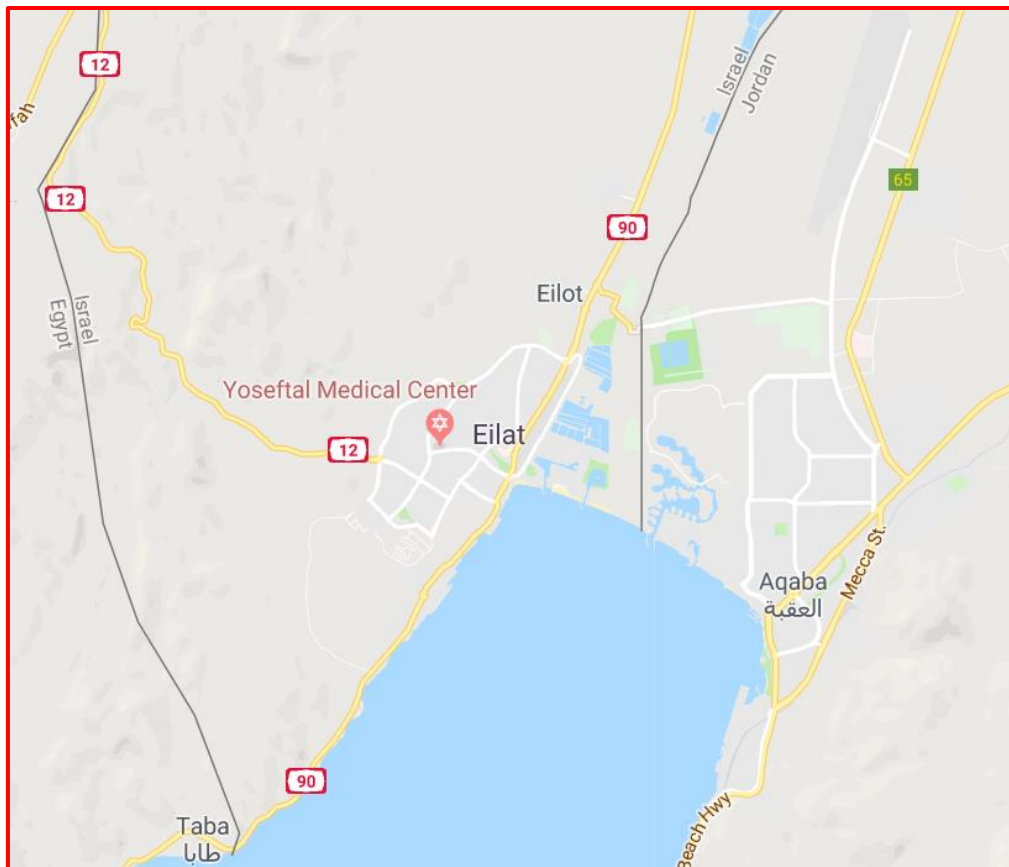 12
Israel
Jordan
ffah
65
12
90
Eilot
Israel
Egypt
Yoseftal Medical Center
Eilat
12
Mecca St.
Aqaba
العقبة
90
Beach Hwy
Taba
طابا